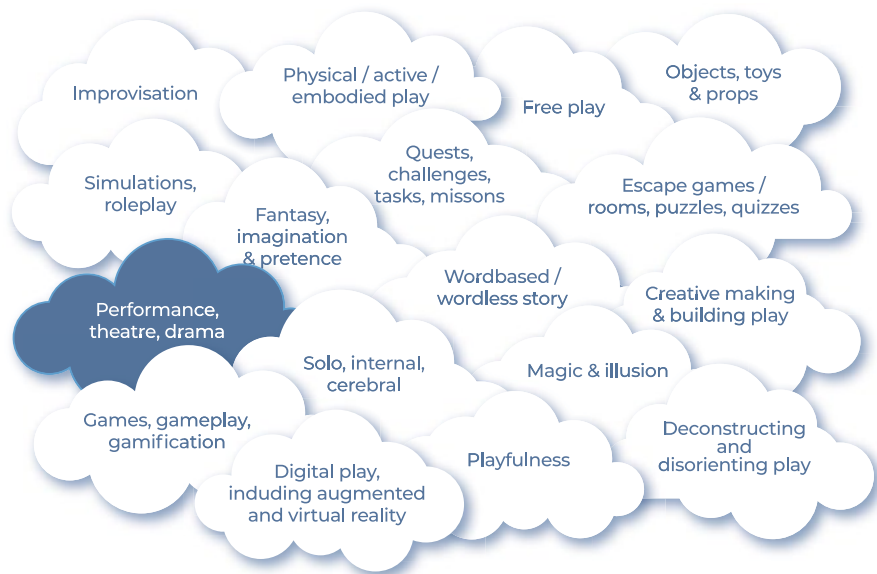 Improvisation
Physical / active /
embodied play
Free play
Objects, toys
& props
Simulations,
roleplay
Fantasy,
imagination
& pretence
Quests,
challenges,
tasks, missons
Escape games /
rooms, puzzles, quizzes
Performance,
theatre, drama
Wordbased /
wordless story
Creative making
& building play
Solo, internal,
cerebral
Magic & illusion
Games, gameplay,
gamification
Digital play,
including augmented
and virtual reality
Playfulness
Deconstructing
and
disorienting play